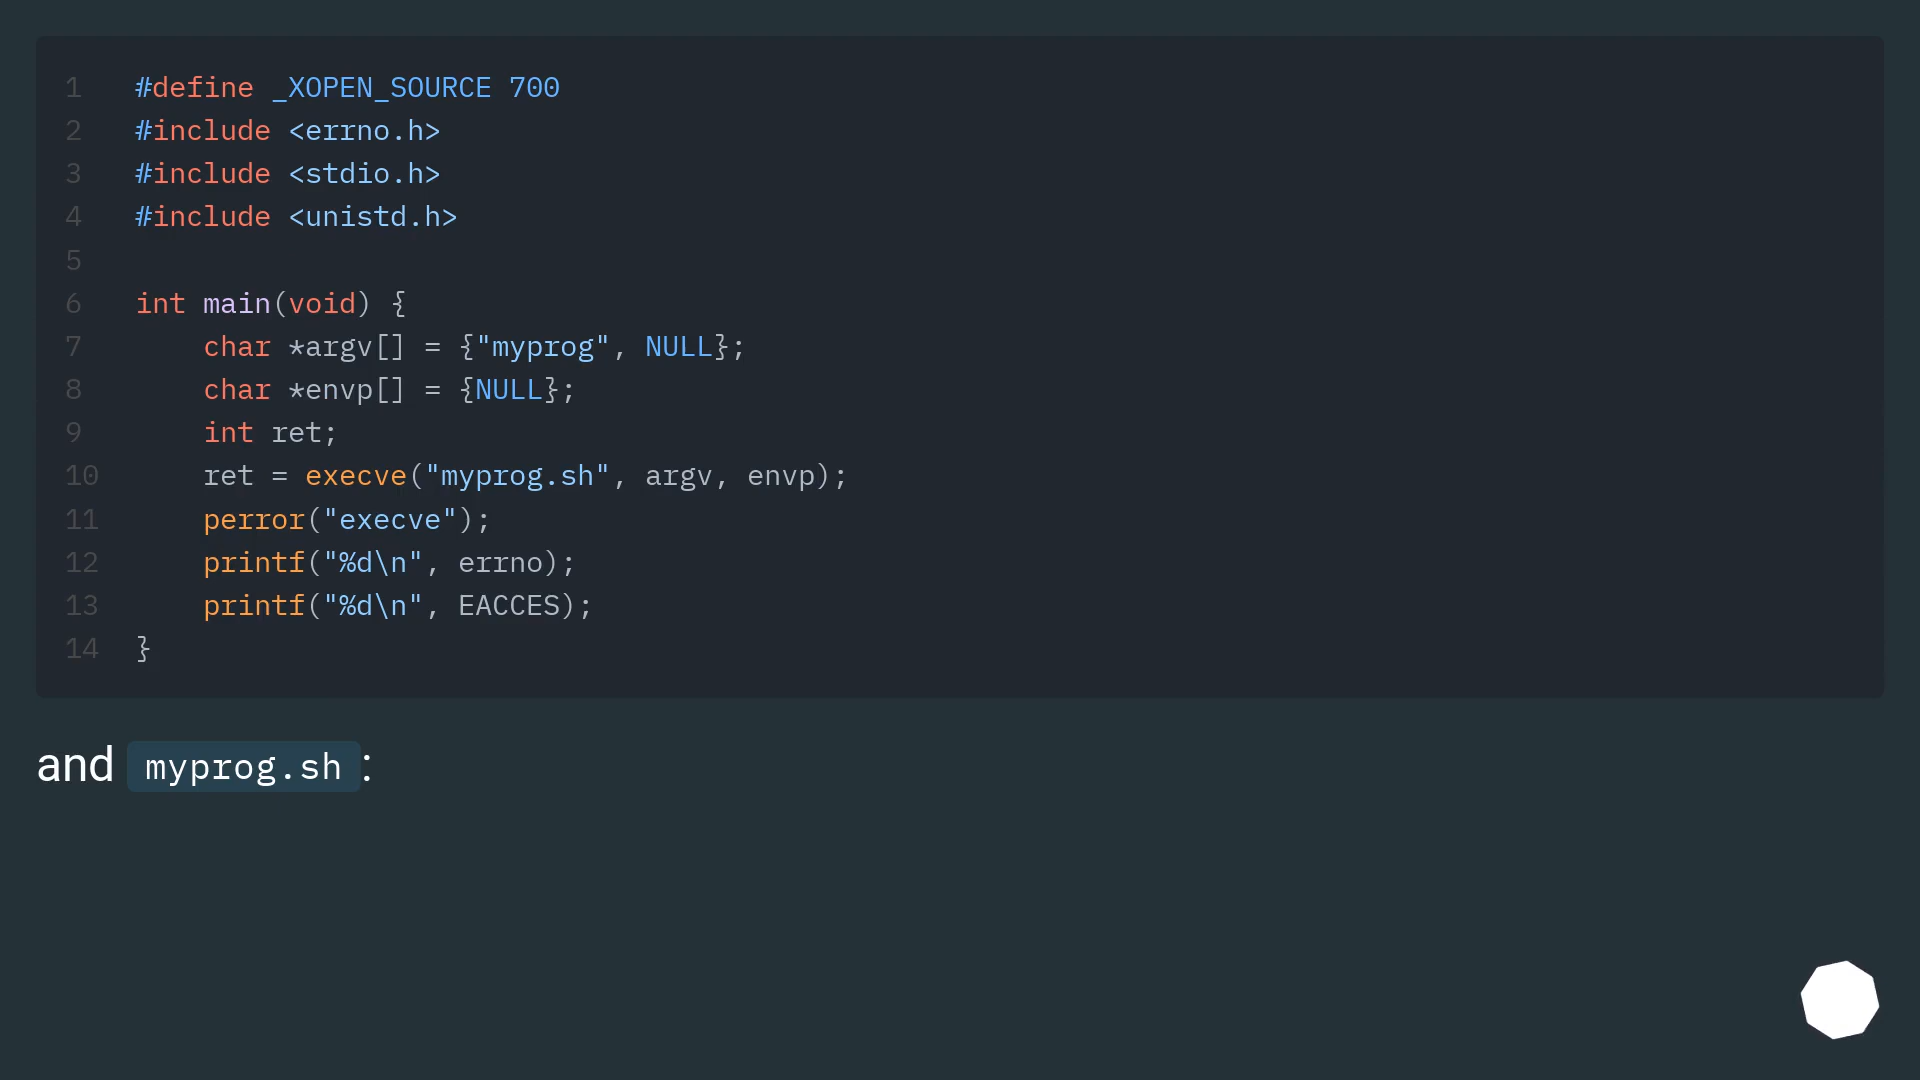 1 #define _XOPEN_SOURCE 700
2 #include <errno.h>
3 #include <stdio.h>
4 #include <unistd.h>
5
6 int main(void) {
7     char *argv[] = {"myprog", NULL};
8     char *envp[] = {NULL};
9     int ret;
10     ret = execve("myprog.sh", argv, envp);
11     perror("execve");
12     printf("%d\n", errno);
13     printf("%d\n", EACCES);
14 }
and myprog.sh: